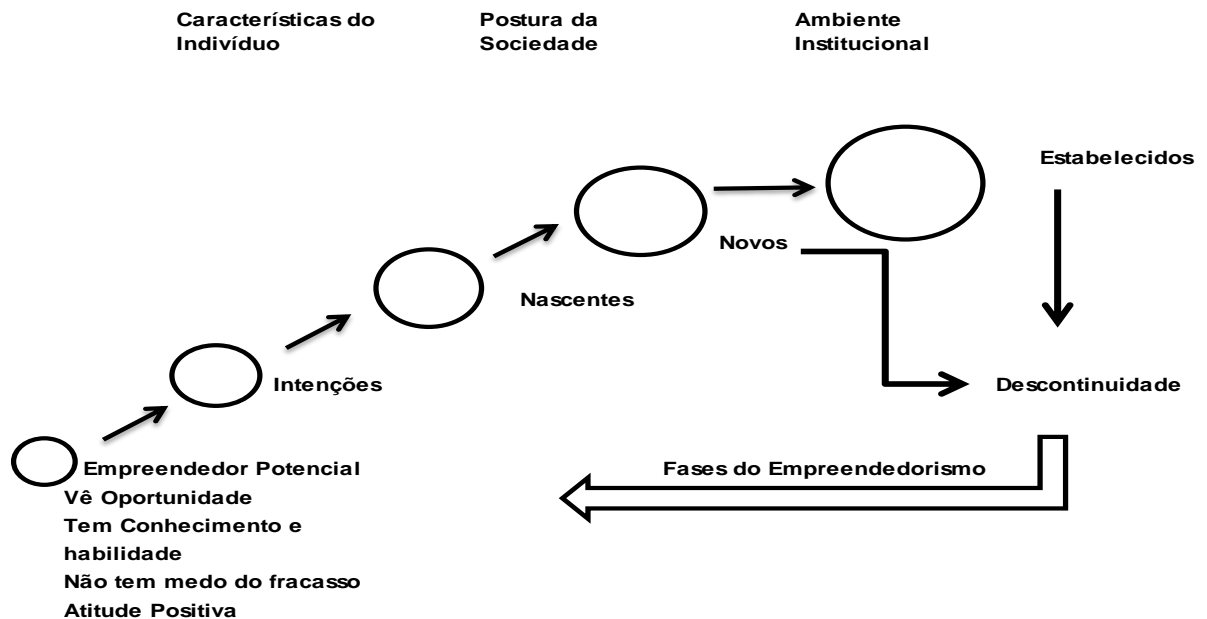 Características do
Indivíduo
Postura da
Sociedade
Ambiente
Institucional
Estabelecidos
Novos
Nascentes
Intenções
Descontinuidade
Empreendedor Potencial
Vê Oportunidade
Tem Conhecimento e
habilidade
Não tem medo do fracasso
Atitude Positiva
Fases do Empreendedorismo